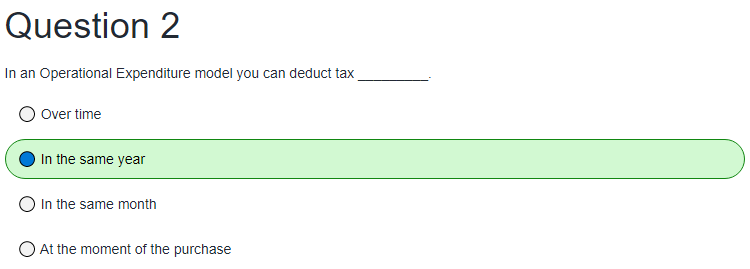 Question 2
In an Operational Expenditure model you can deduct tax _________.
Over time
In the same year
In the same month
At the moment of the purchase